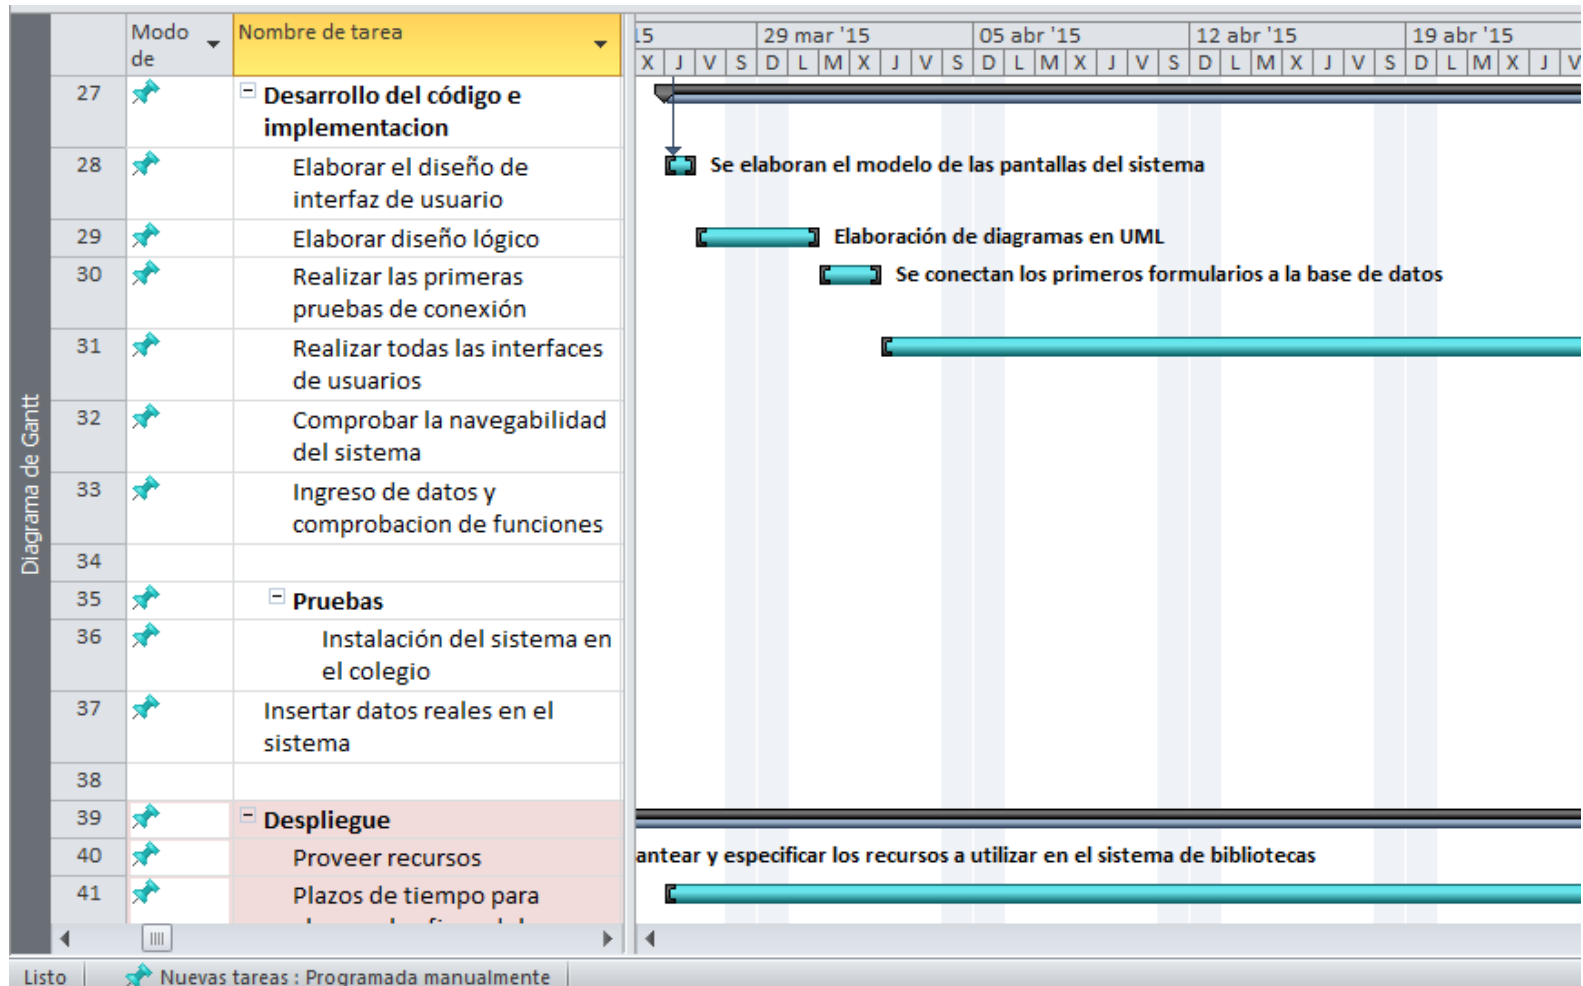 Modo de
Nombre de tarea
15
29 mar '15
05 abr '15
12 abr '15
19 abr '15
X J V S D L M X J V S D L M X J V S D L M X J V S D L M X J V
27
Desarrollo del código e
implementacion
28
Elaborar el diseño de
interfaz de usuario
Se elaboran el modelo de las pantallas del sistema
29
Elaborar diseño lógico
Elaboración de diagramas en UML
30
Realizar las primeras
pruebas de conexión
Se conectan los primeros formularios a la base de datos
31
Realizar todas las interfaces
de usuarios
32
Comprobar la navegabilidad
del sistema
33
Ingreso de datos y
comprobacion de funciones
34
35
Pruebas
36
Instalación del sistema en
el colegio
37
Insertar datos reales en el
sistema
38
39
Despliegue
40
Proveer recursos
antear y especificar los recursos a utilizar en el sistema de bibliotecas
41
Plazos de tiempo para
Diagrama de Gantt
Listo
Nuevas tareas : Programada manualmente